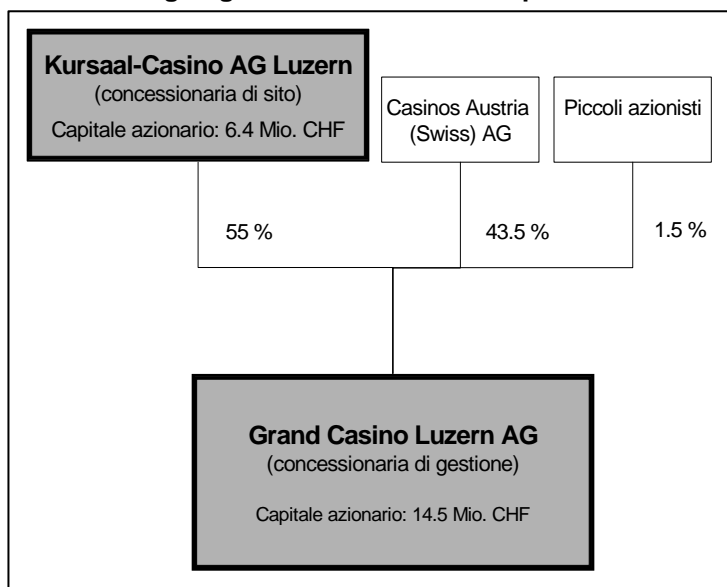 Kursaal-Casino AG Luzern
(concessionaria di sito)
Capitale azionario: 6.4 Mio. CHF
Casinos Austria
(Swiss) AG
Piccoli azionisti
55 %
43.5 %
1.5 %
Grand Casino Luzern AG
(concessionaria di gestione)
Capitale azionario: 14.5 Mio. CHF